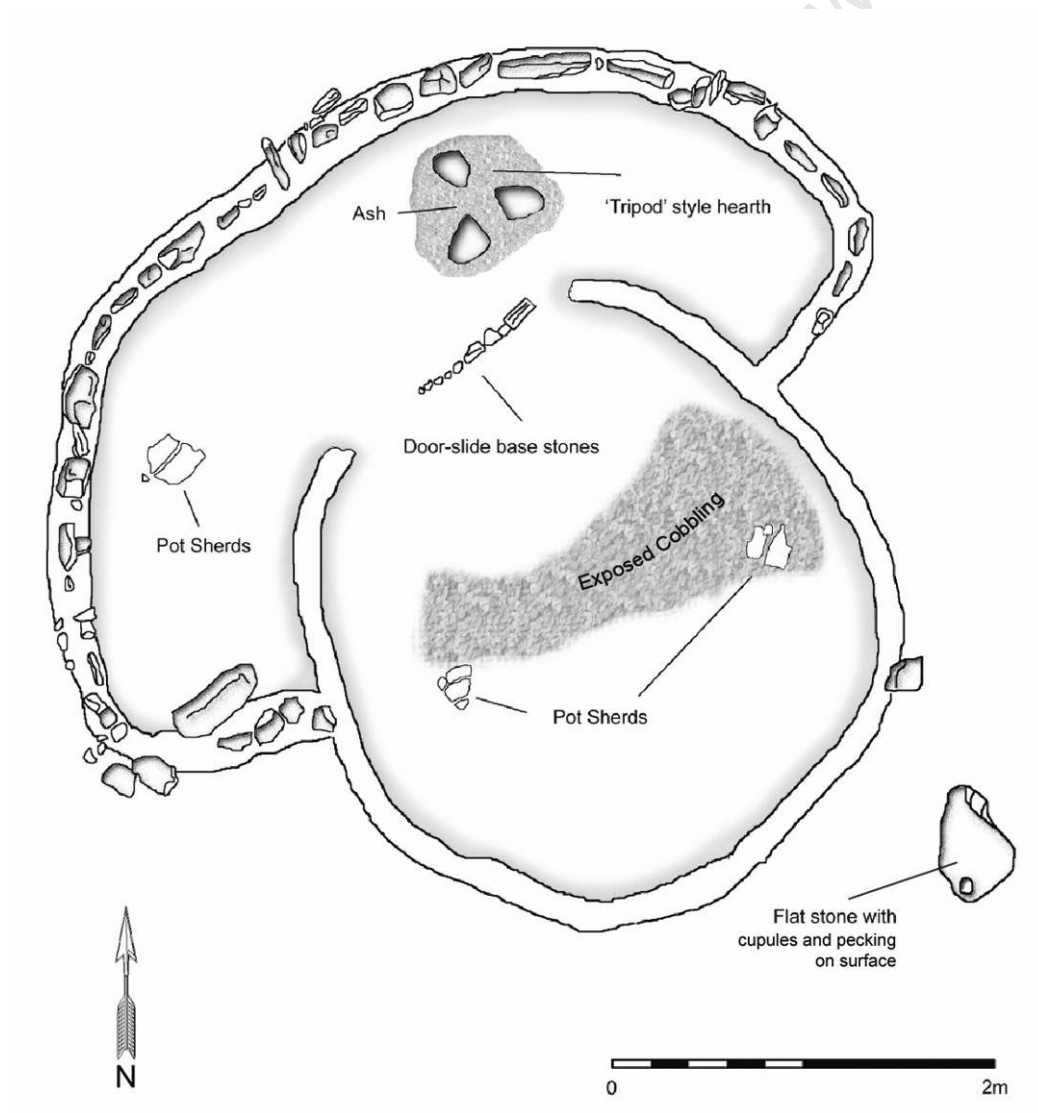 Ash
'Tripod' style hearth
Door-slide base stones
Pot Sherds
Exposed Cobbling
Pot Sherds
Flat stone with
cupules and pecking
on surface
N
0
2m